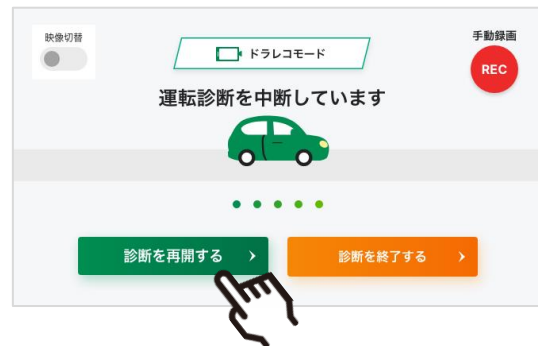 映像切替
ドラレコモード
手動録画
REC
運転診断を中断しています
診断を再開する
診断を終了する